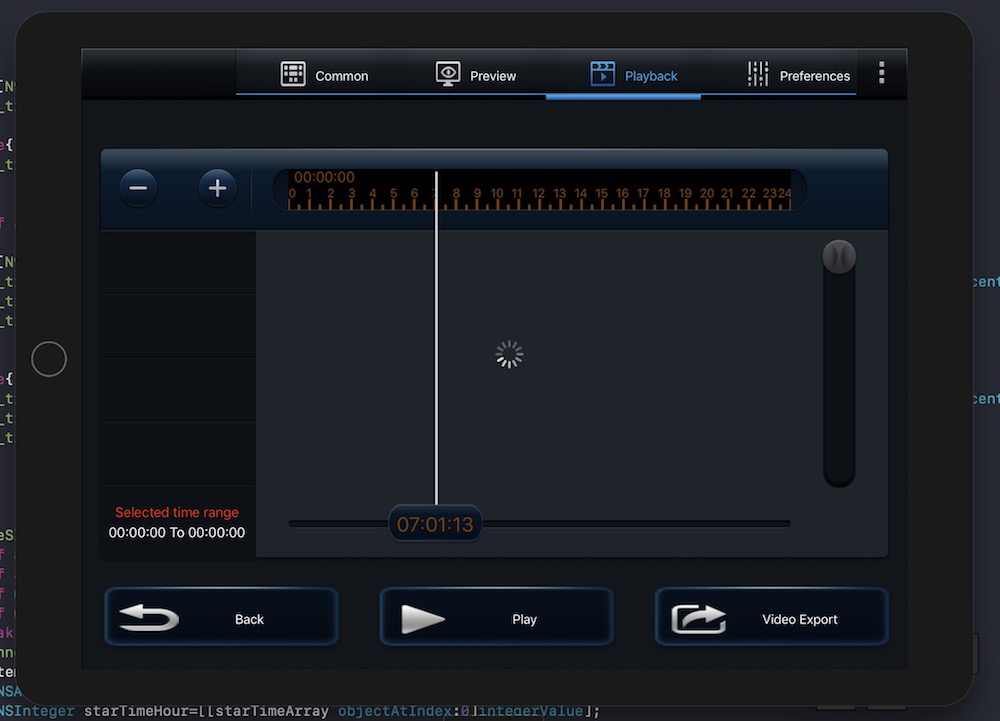 Common Preview Playback Preferences
00:00:00
0 1 2 3 4 5 6 8 9 10 11 12 13 14 15 16 17 18 19 20 21 22 23 24
Selected time range
00:00:00 To 00:00:00
07:01:13
Back Play Video Export
NSInteger starTimeHour=[[starTimeArray objectAtIndex:0]integerValue];